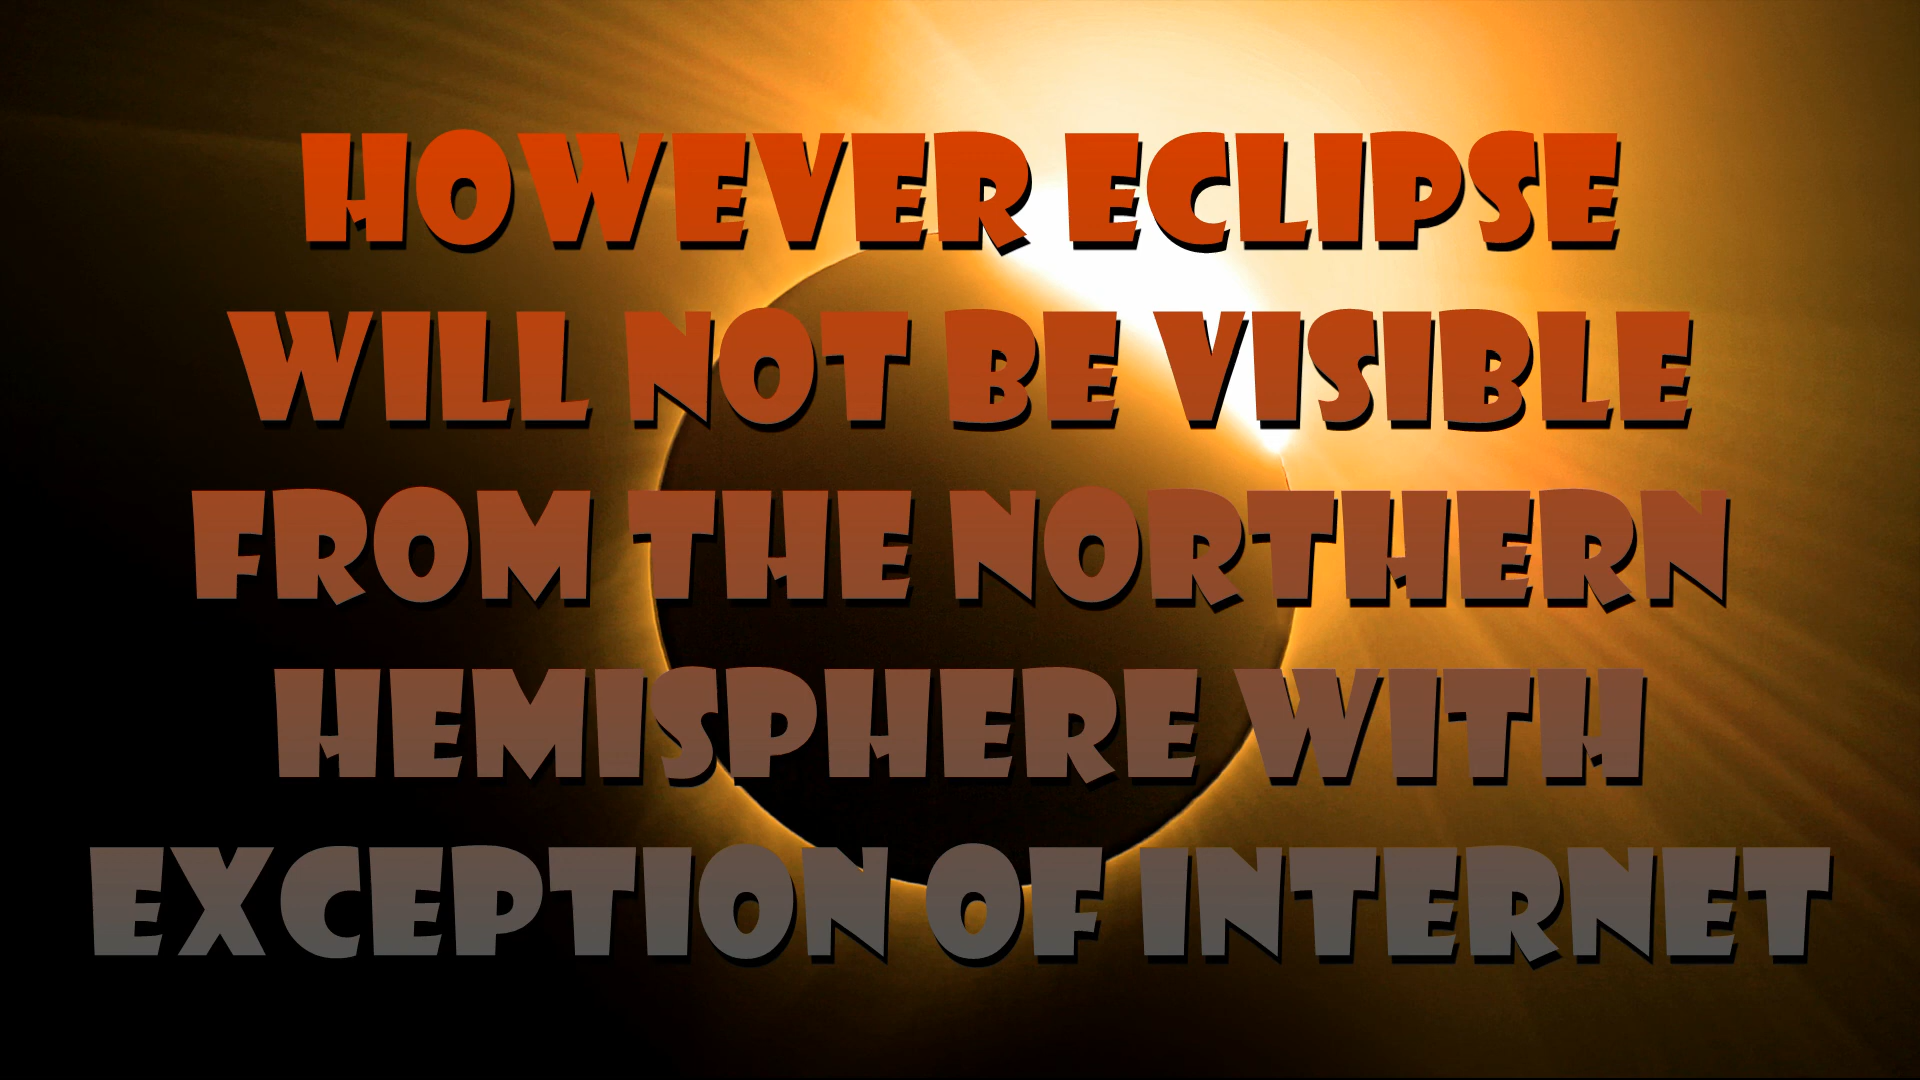 HOWEVER ECLIPSE
WILL NOT BE VISIBLE
FROM THE NORTHERN
HEMISPHERE WITH
EXCEPTION OF INTERNET